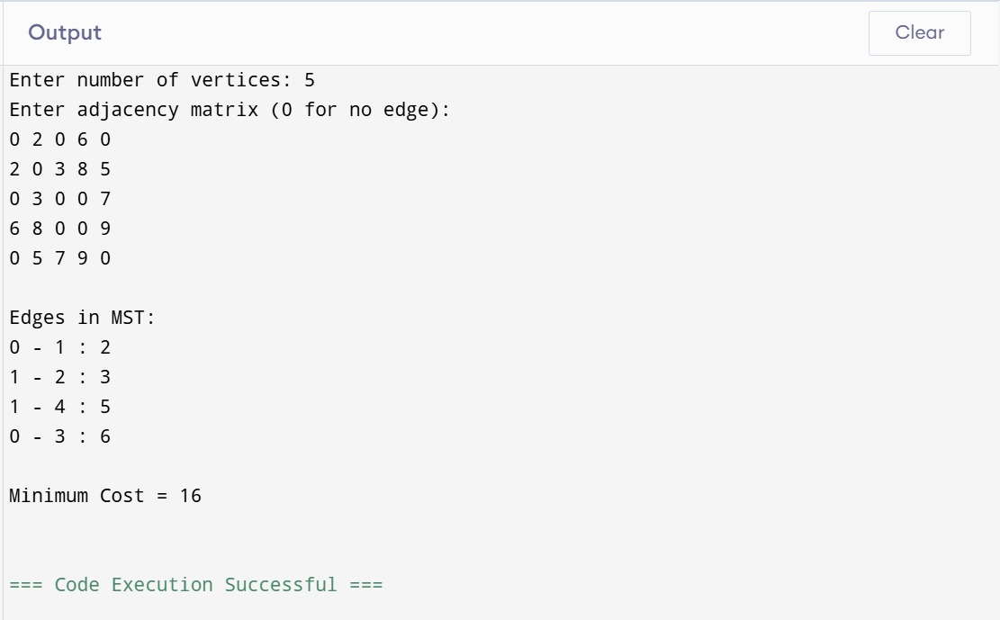 Output
Clear
Enter number of vertices: 5
Enter adjacency matrix (0 for no edge):
0 2 0 6 0
2 0 3 8 5
0 3 0 0 7
6 8 0 0 9
0 5 7 9 0
Edges in MST:
0 - 1 : 2
1 - 2 : 3
1 - 4 : 5
0 - 3 : 6
Minimum Cost = 16
=== Code Execution Successful ===